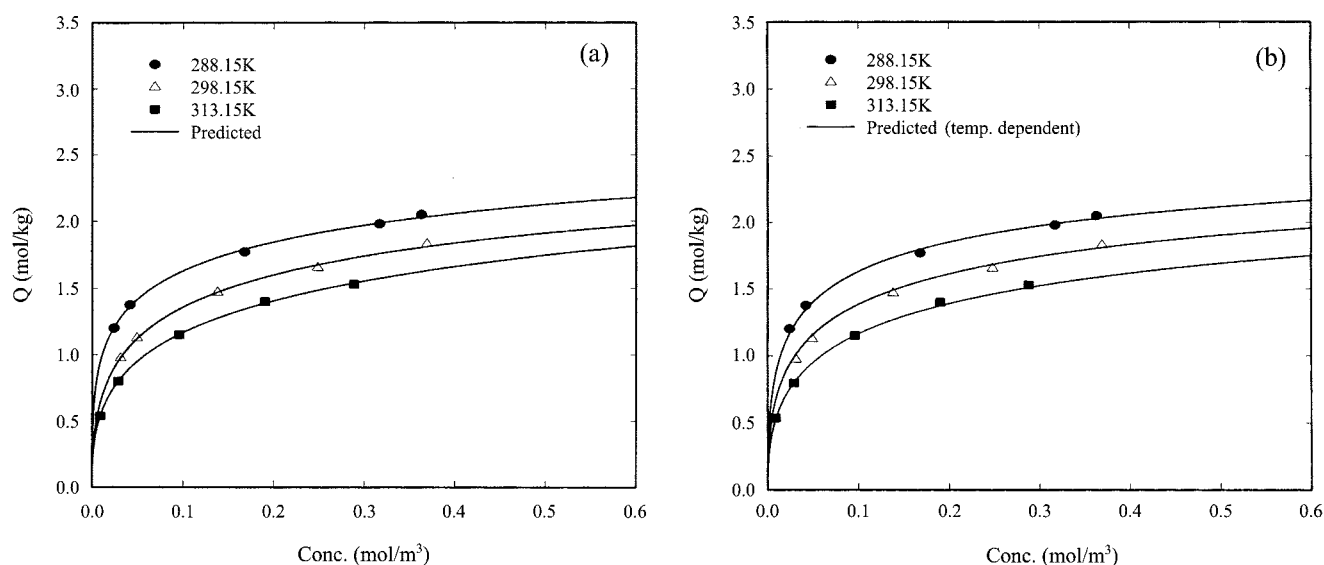 3.5
3.0
2.5
2.0
1.5
1.0
0.5
0.0
Q (mol/kg)
(a)
288.15K
298.15K
313.15K
Predicted
0.0 0.1 0.2 0.3 0.4 0.5 0.6
Conc. (mol/m³)
3.5
3.0
2.5
2.0
1.5
1.0
0.5
0.0
Q (mol/kg)
(b)
288.15K
298.15K
313.15K
Predicted (temp. dependent)
0.0 0.1 0.2 0.3 0.4 0.5 0.6
Conc. (mol/m³)